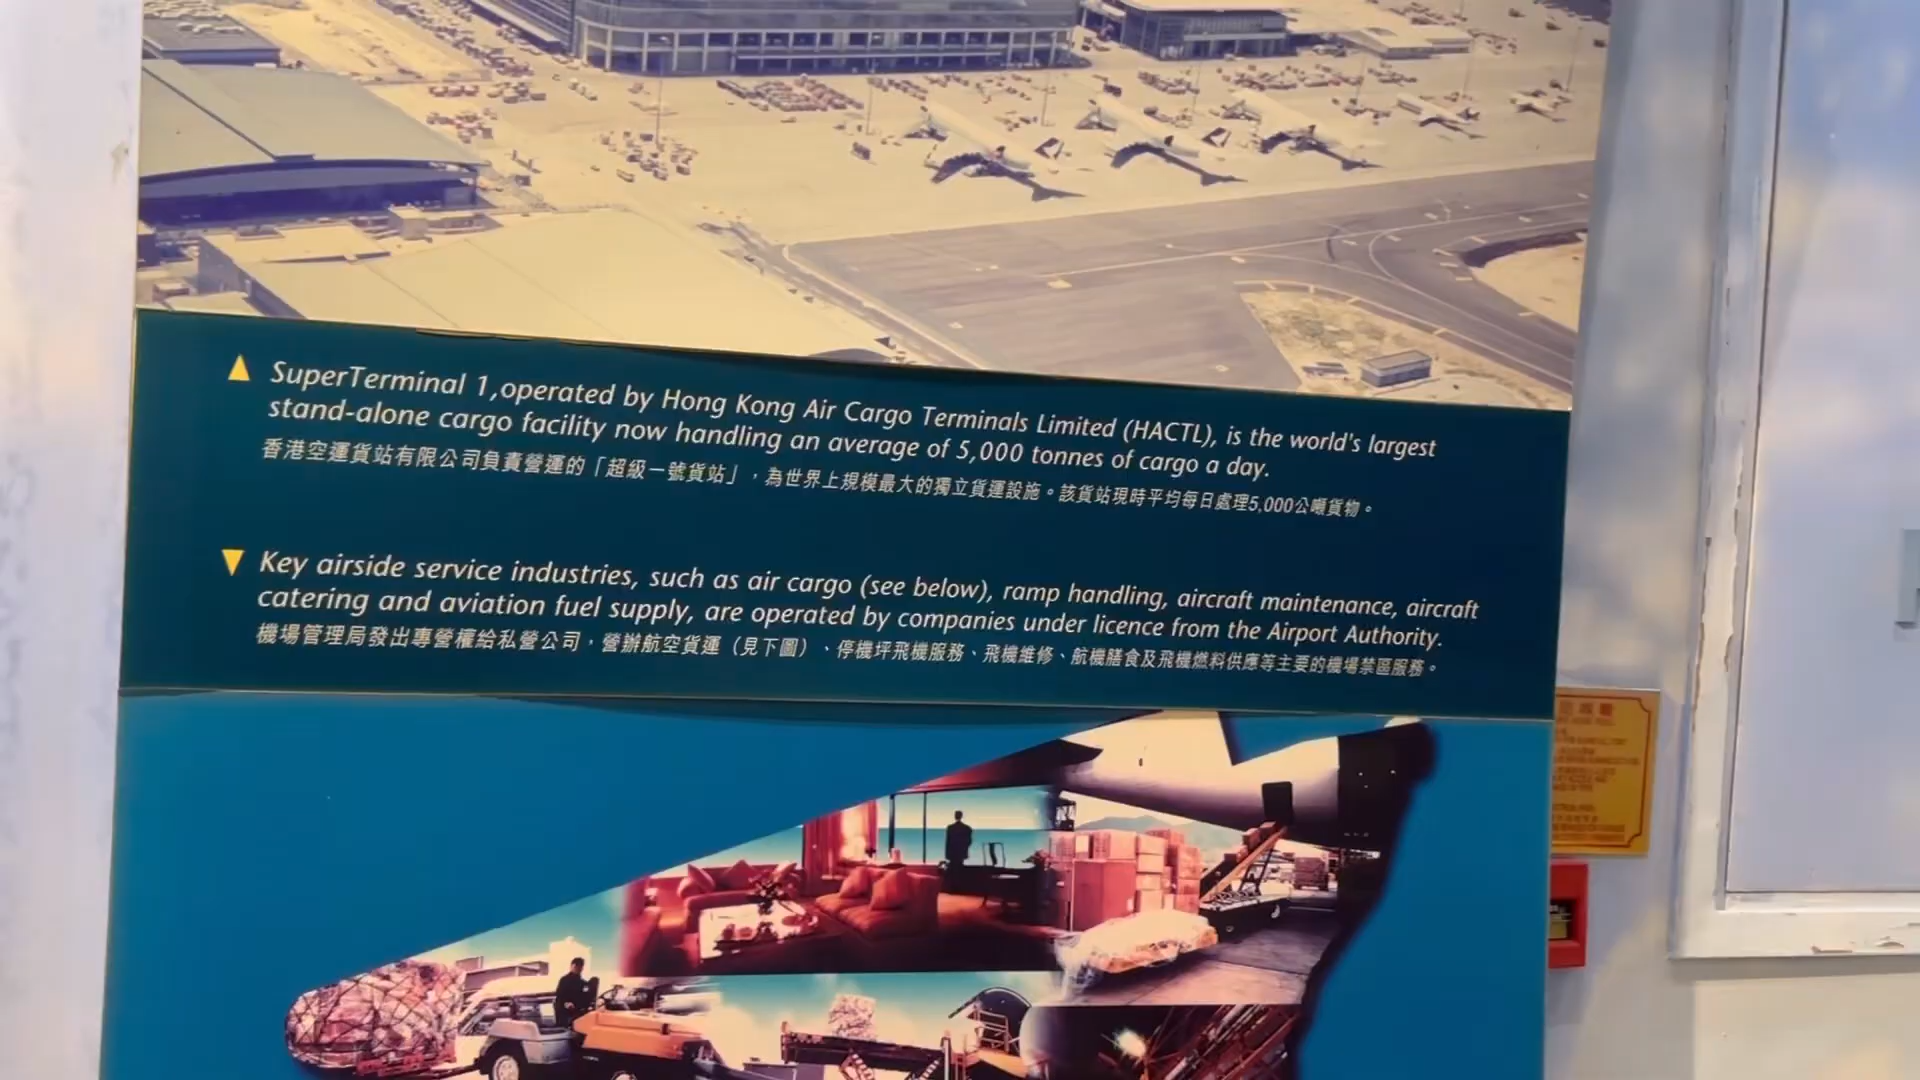 SuperTerminal 1,operated by Hong Kong Air Cargo Terminals Limited (HACTL), is the world's largest
stand-alone cargo facility now handling an average of 5,000 tonnes of cargo a day.
香港空運貨站有限公司負責營運的「超級一號貨站」，為世界上規模最大的獨立貨運設施。該貨站現時平均每日處理5,000公噸貨物。
Key airside service industries, such as air cargo (see below), ramp handling, aircraft maintenance, aircraft
catering and aviation fuel supply, are operated by companies under licence from the Airport Authority.
機場管理局發出專營權給私營公司，營辦航空貨運（見下圖）、停機坪飛機服務、飛機維修、航機膳食及飛機燃料供應等主要的機場禁區服務。